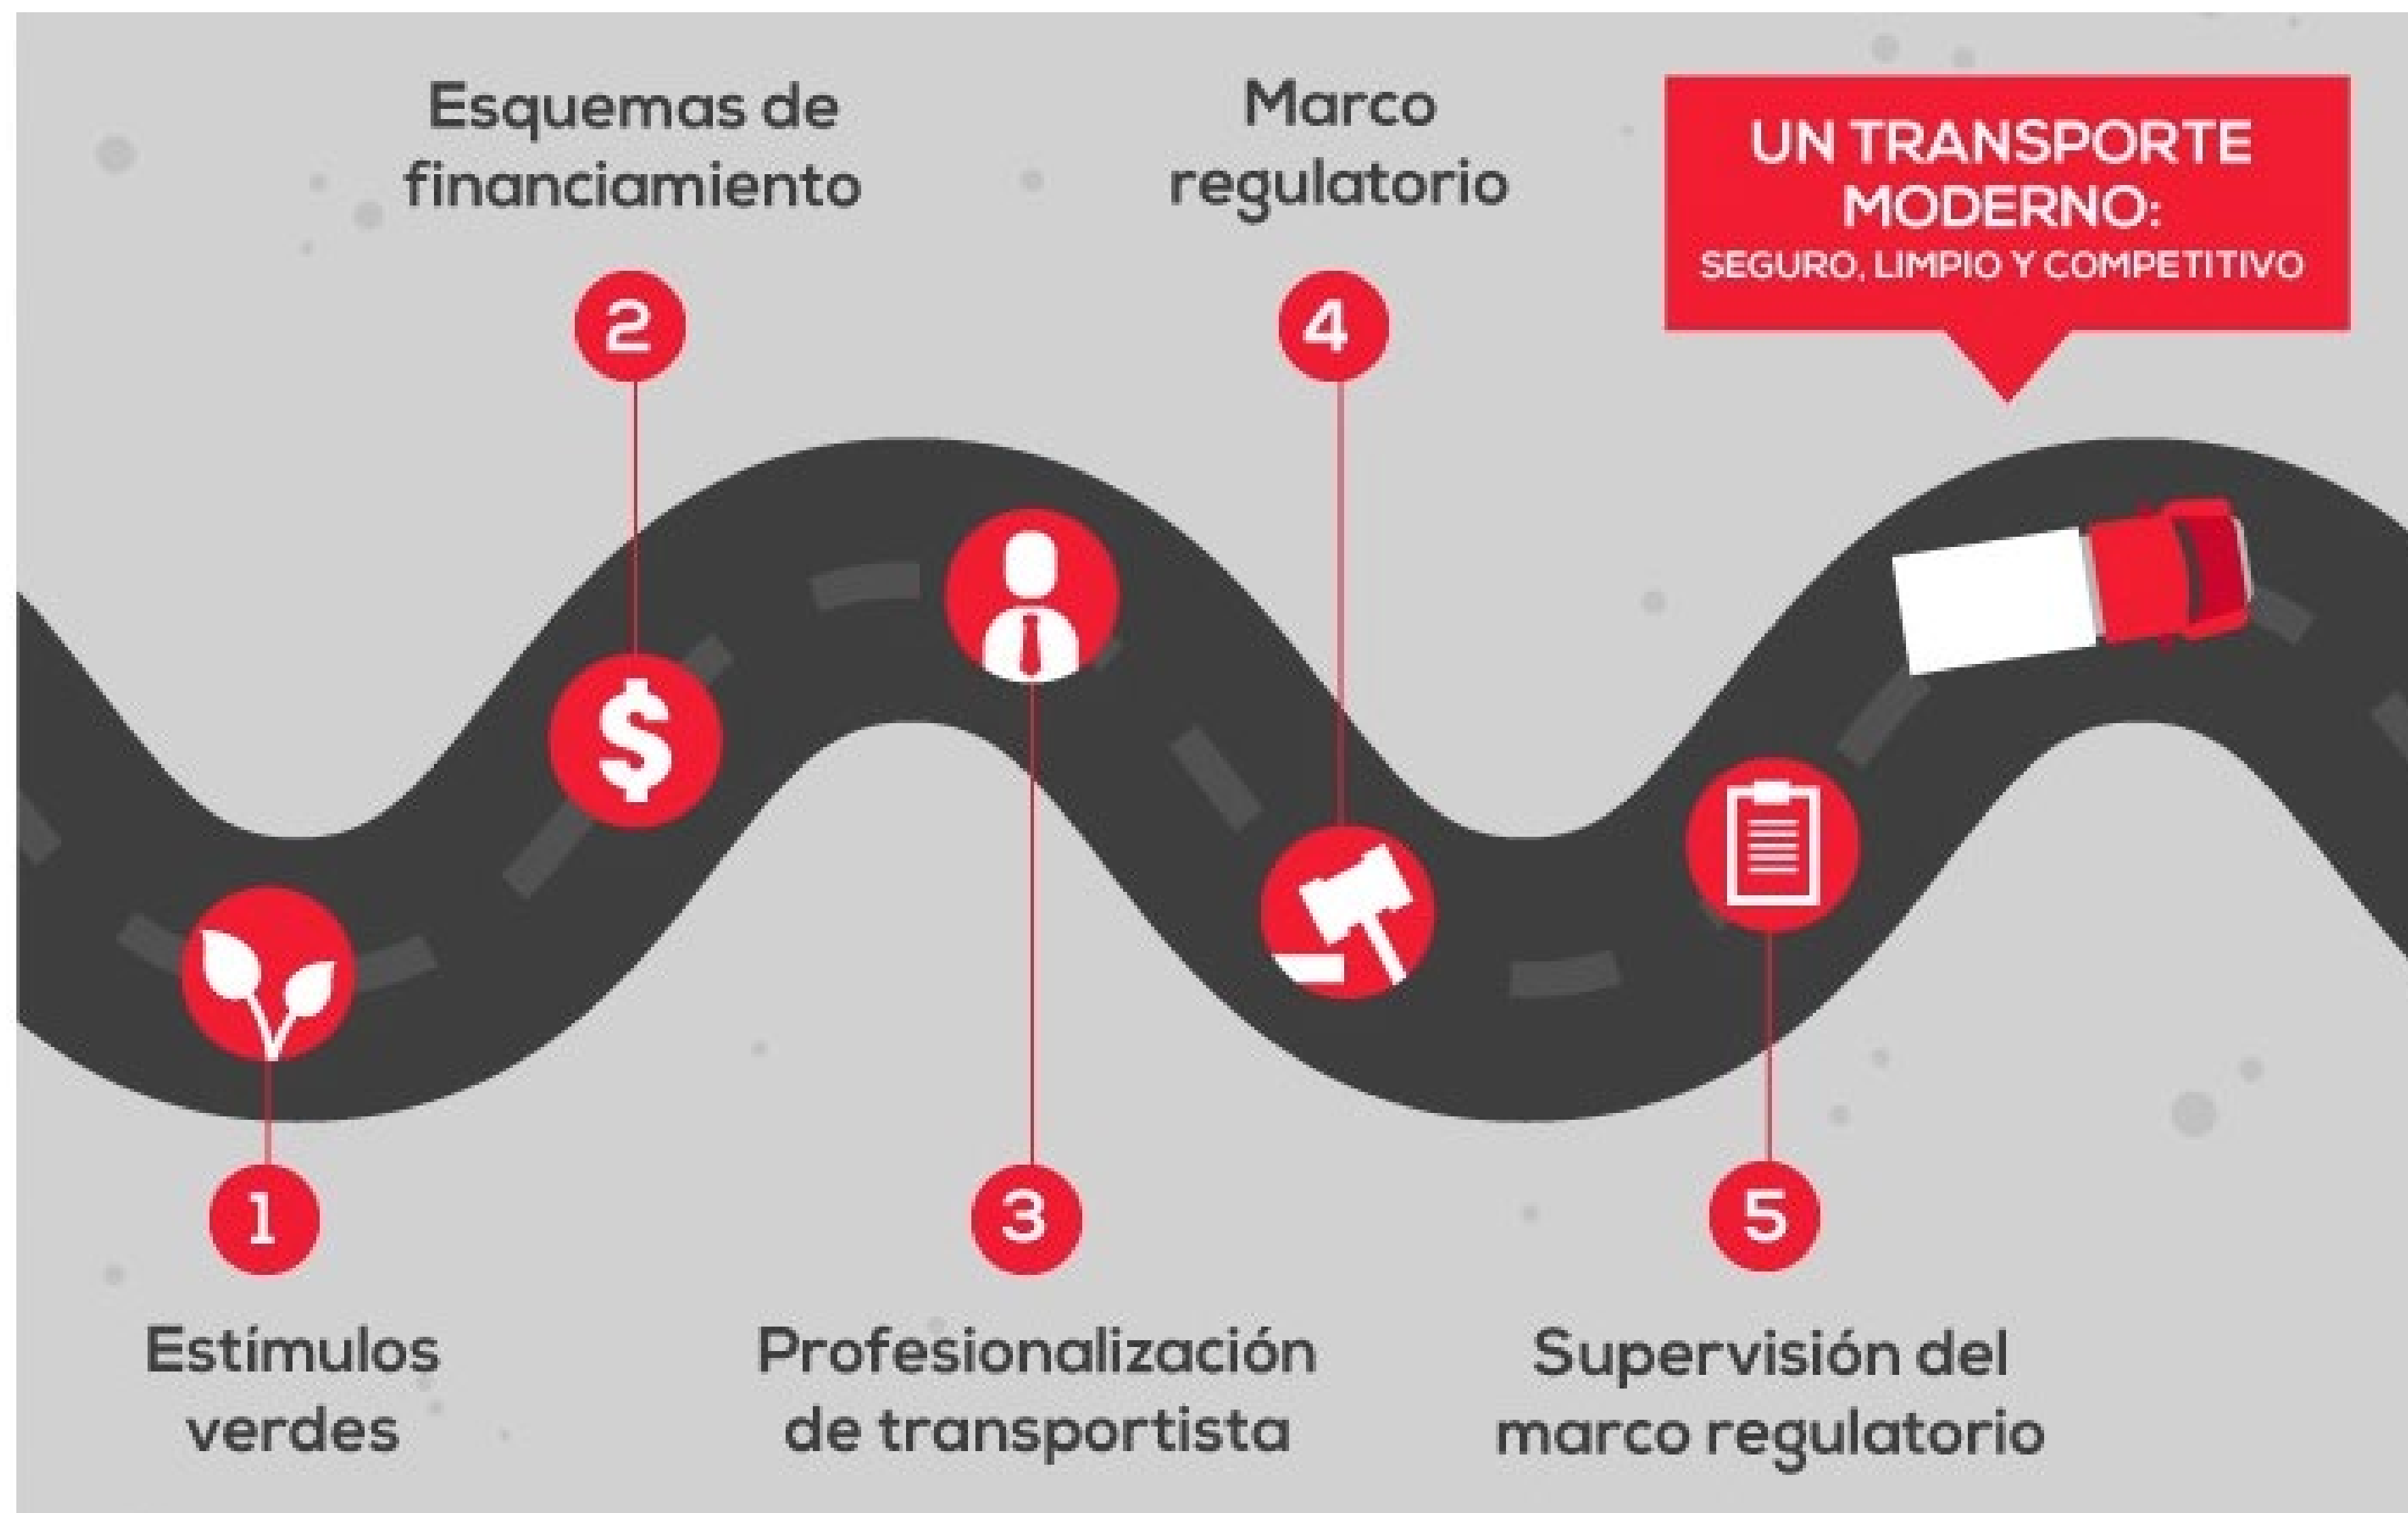 1
Estímulos
verdes
Esquemas de
financiamiento
2
3
Profesionalización
de transportista
Marco
regulatorio
4
5
Supervisión del
marco regulatorio
UN TRANSPORTE
MODERNO:
SEGURO, LIMPIO Y COMPETITIVO
$